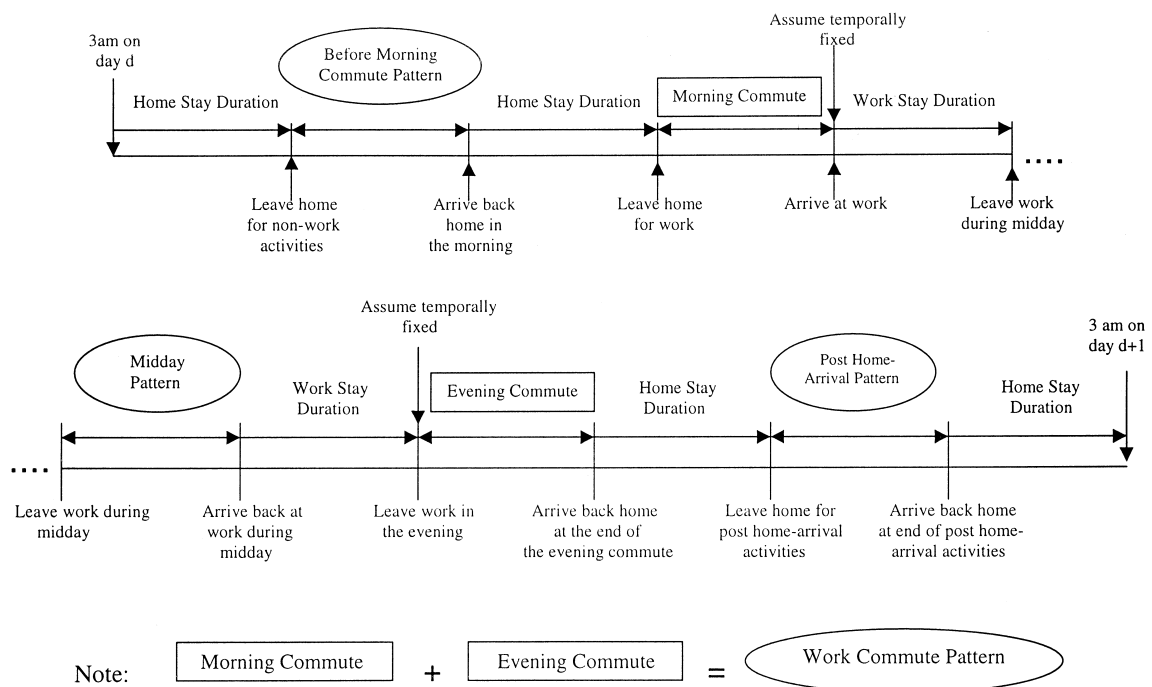 Assume temporally
fixed
3am on
day d
Before Morning
Commute Pattern
Home Stay Duration
Home Stay Duration
Morning Commute
Work Stay Duration
Leave home
for non-work
activities
Arrive back
home in
the morning
Leave home
for work
Arrive at work
Leave work
during midday
Assume temporally
fixed
3 am on
day d+1
Midday
Pattern
Work Stay
Duration
Evening Commute
Home Stay
Duration
Post Home-
Arrival Pattern
Home Stay
Duration
Leave work during
midday
Arrive back at
work during
midday
Leave work in
the evening
Arrive back home
at the end of
the evening commute
Leave home for
post home-arrival
activities
Arrive back home
at end of post home-
arrival activities
Note: Morning Commute + Evening Commute = Work Commute Pattern